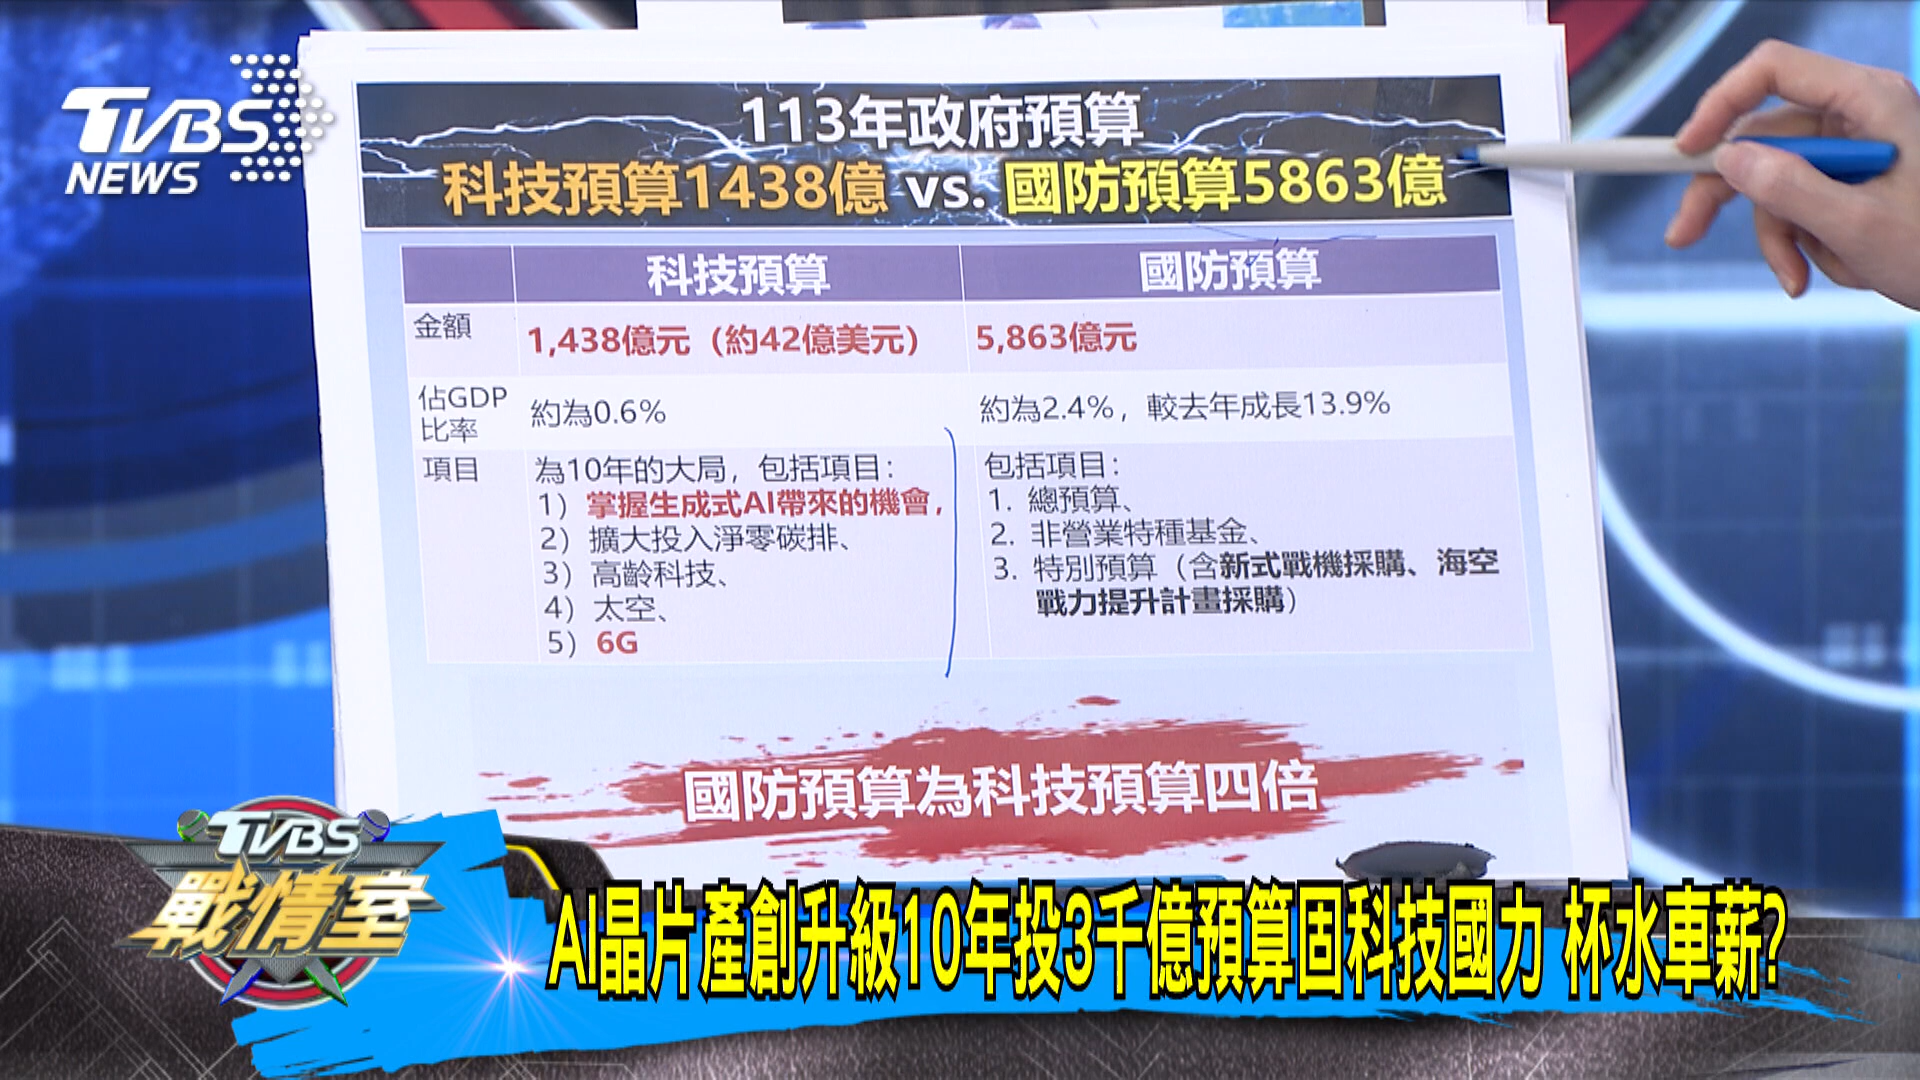 TVBS
NEWS
113年政府預算
科技預算1438億 vs. 國防預算5863億
科技預算 國防預算
金額 1,438億元（約42億美元） 5,863億元
佔GDP比率 約為0.6% 約為2.4%，較去年成長13.9%
項目 為10年的大局，包括項目： 包括項目：
1）掌握生成式AI帶來的機會， 1. 總預算、
2）擴大投入淨零碳排、 2. 非營業特種基金、
3）高齡科技、 3. 特別預算（含新式戰機採購、海空
4）太空、 戰力提升計畫採購）
5）6G
國防預算為科技預算四倍
TVBS
戰情室
AI晶片產創升級10年投3千億預算固科技國力 杯水車薪?